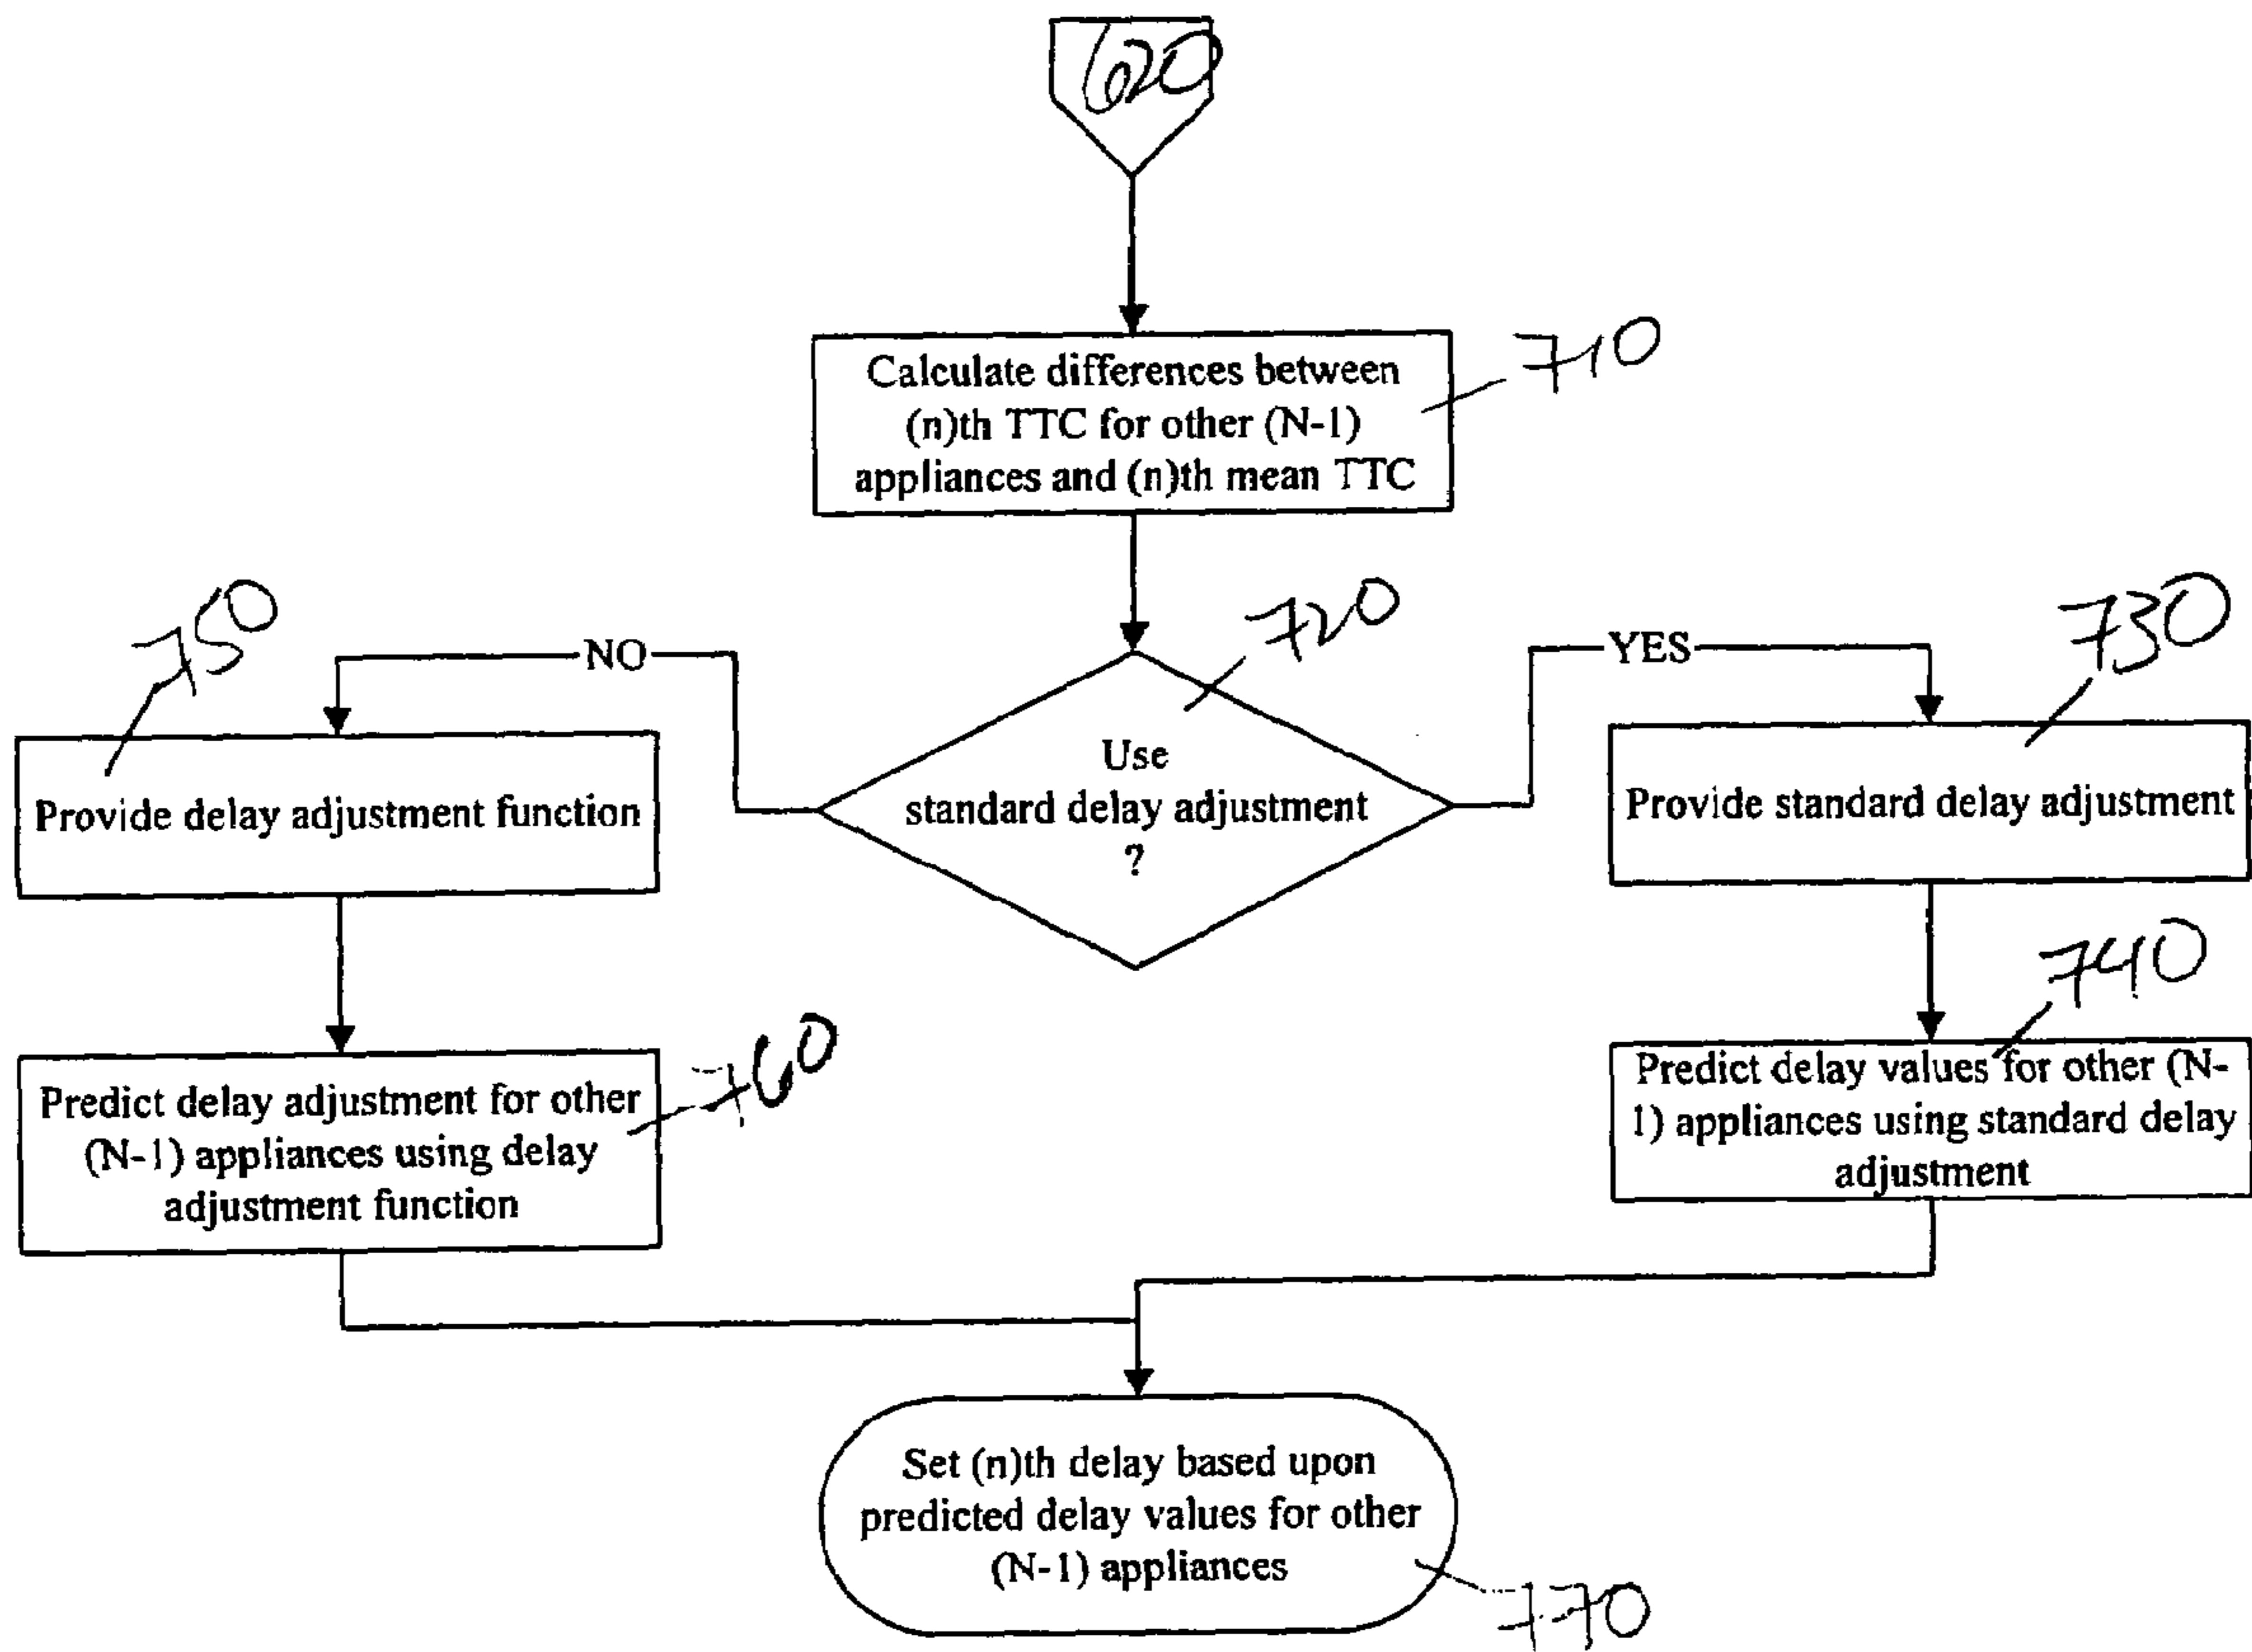 620
Calculate differences between
(n)th TTC for other (N-1)
appliances and (n)th mean TTC
710
720
Use
standard delay adjustment
?
NO
YES
750
Provide delay adjustment function
730
Provide standard delay adjustment
760
Predict delay adjustment for other
(N-1) appliances using delay
adjustment function
740
Predict delay values for other (N-
1) appliances using standard delay
adjustment
Set (n)th delay based upon
predicted delay values for other
(N-1) appliances
770